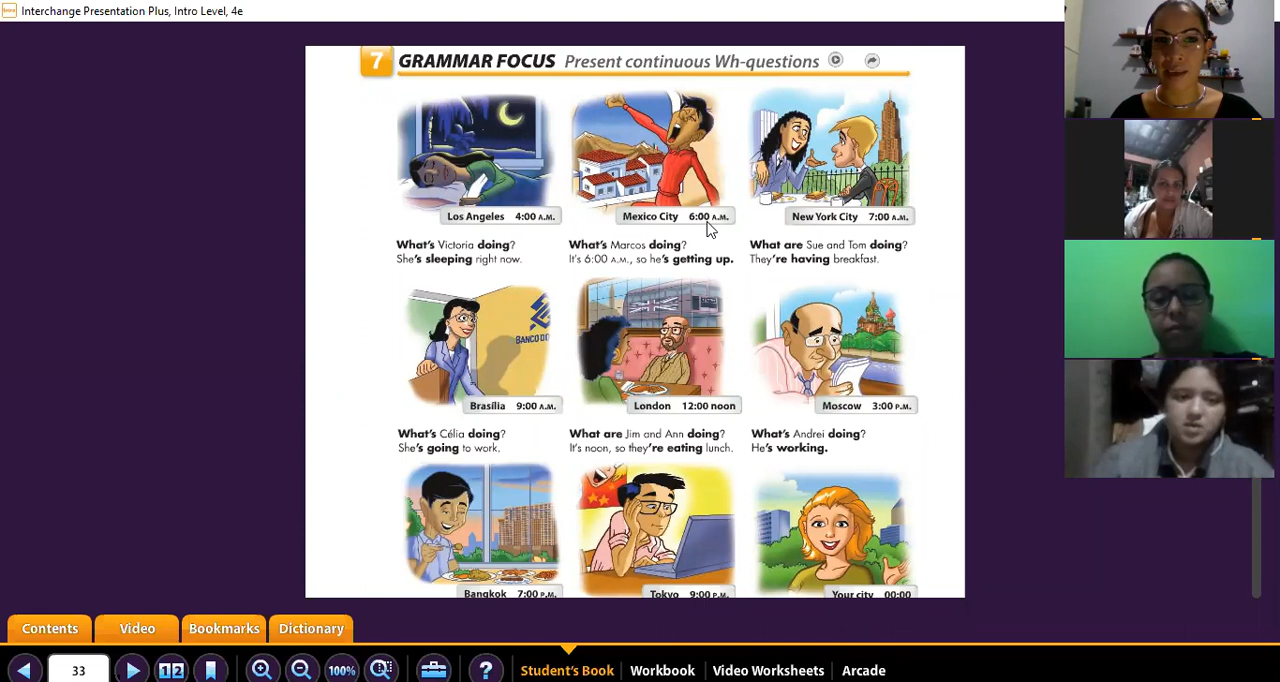 Interchange Presentation Plus, Intro Level, 4e
7 GRAMMAR FOCUS Present continuous Wh-questions
Los Angeles 4:00 A.M.
Mexico City 6:00 A.M.
New York City 7:00 A.M.
What's Victoria doing?
She's sleeping right now.
What's Marcos doing?
It's 6:00 A.M., so he's getting up.
What are Sue and Tom doing?
They're having breakfast.
BANCO DO
Brasília 9:00 A.M.
London 12:00 noon
Moscow 3:00 P.M.
What's Célia doing?
She's going to work.
What are Jim and Ann doing?
It's noon, so they're eating lunch.
What's Andrei doing?
He's working.
Bangkok 7:00 P.M.
Tokyo 9:00 P.M.
Your city 00:00
Contents
Video
Bookmarks
Dictionary
33
12
100%
?
Student's Book
Workbook
Video Worksheets
Arcade